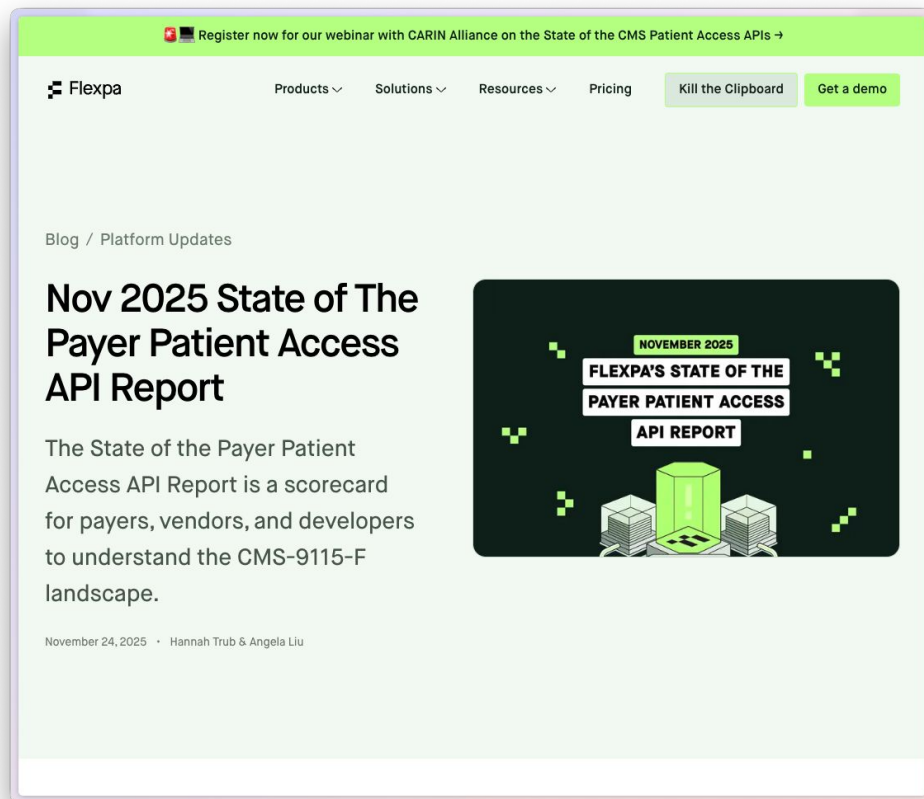 🚨💻 Register now for our webinar with CARIN Alliance on the State of the CMS Patient Access APIs →
Flexpa
Products
Solutions
Resources
Pricing
Kill the Clipboard
Get a demo
Blog / Platform Updates
Nov 2025 State of The
Payer Patient Access
API Report
The State of the Payer Patient
Access API Report is a scorecard
for payers, vendors, and developers
to understand the CMS-9115-F
landscape.
November 24, 2025 • Hannah Trub & Angela Liu
NOVEMBER 2025
FLEXPA'S STATE OF THE
PAYER PATIENT ACCESS
API REPORT